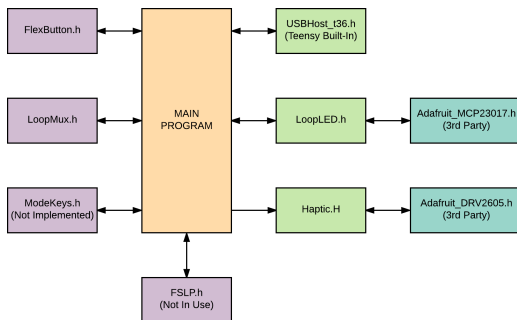 FlexButton.h
USBHost_t36.h
(Teensy Built-In)
LoopMux.h
MAIN
PROGRAM
LoopLED.h
Adafruit_MCP23017.h
(3rd Party)
ModeKeys.h
(Not Implemented)
Haptic.H
Adafruit_DRV2605.h
(3rd Party)
FSLP.h
(Not In Use)